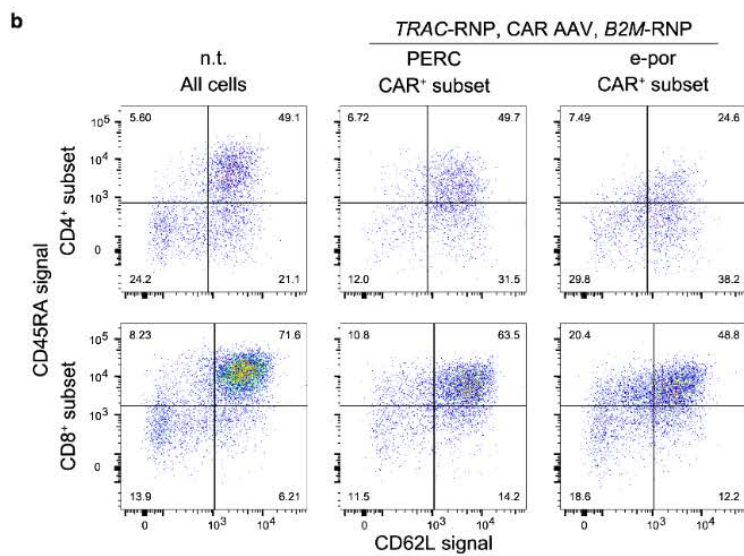 b
TRAC-RNP, CAR AAV, B2M-RNP
n.t.
All cells
PERC
CAR⁺ subset
e-por
CAR⁺ subset
CD45RA signal
CD4⁺ subset
10⁵
10⁴
10³
0
5.60 49.1
24.2 21.1
6.72 49.7
12.0 31.5
7.49 24.6
29.8 38.2
CD8⁺ subset
10⁵
10⁴
10³
0
8.23 71.6
13.9 6.21
10.8 63.5
11.5 14.2
20.4 48.8
18.6 12.2
0 10³ 10⁴
0 10³ 10⁴
0 10³ 10⁴
CD62L signal